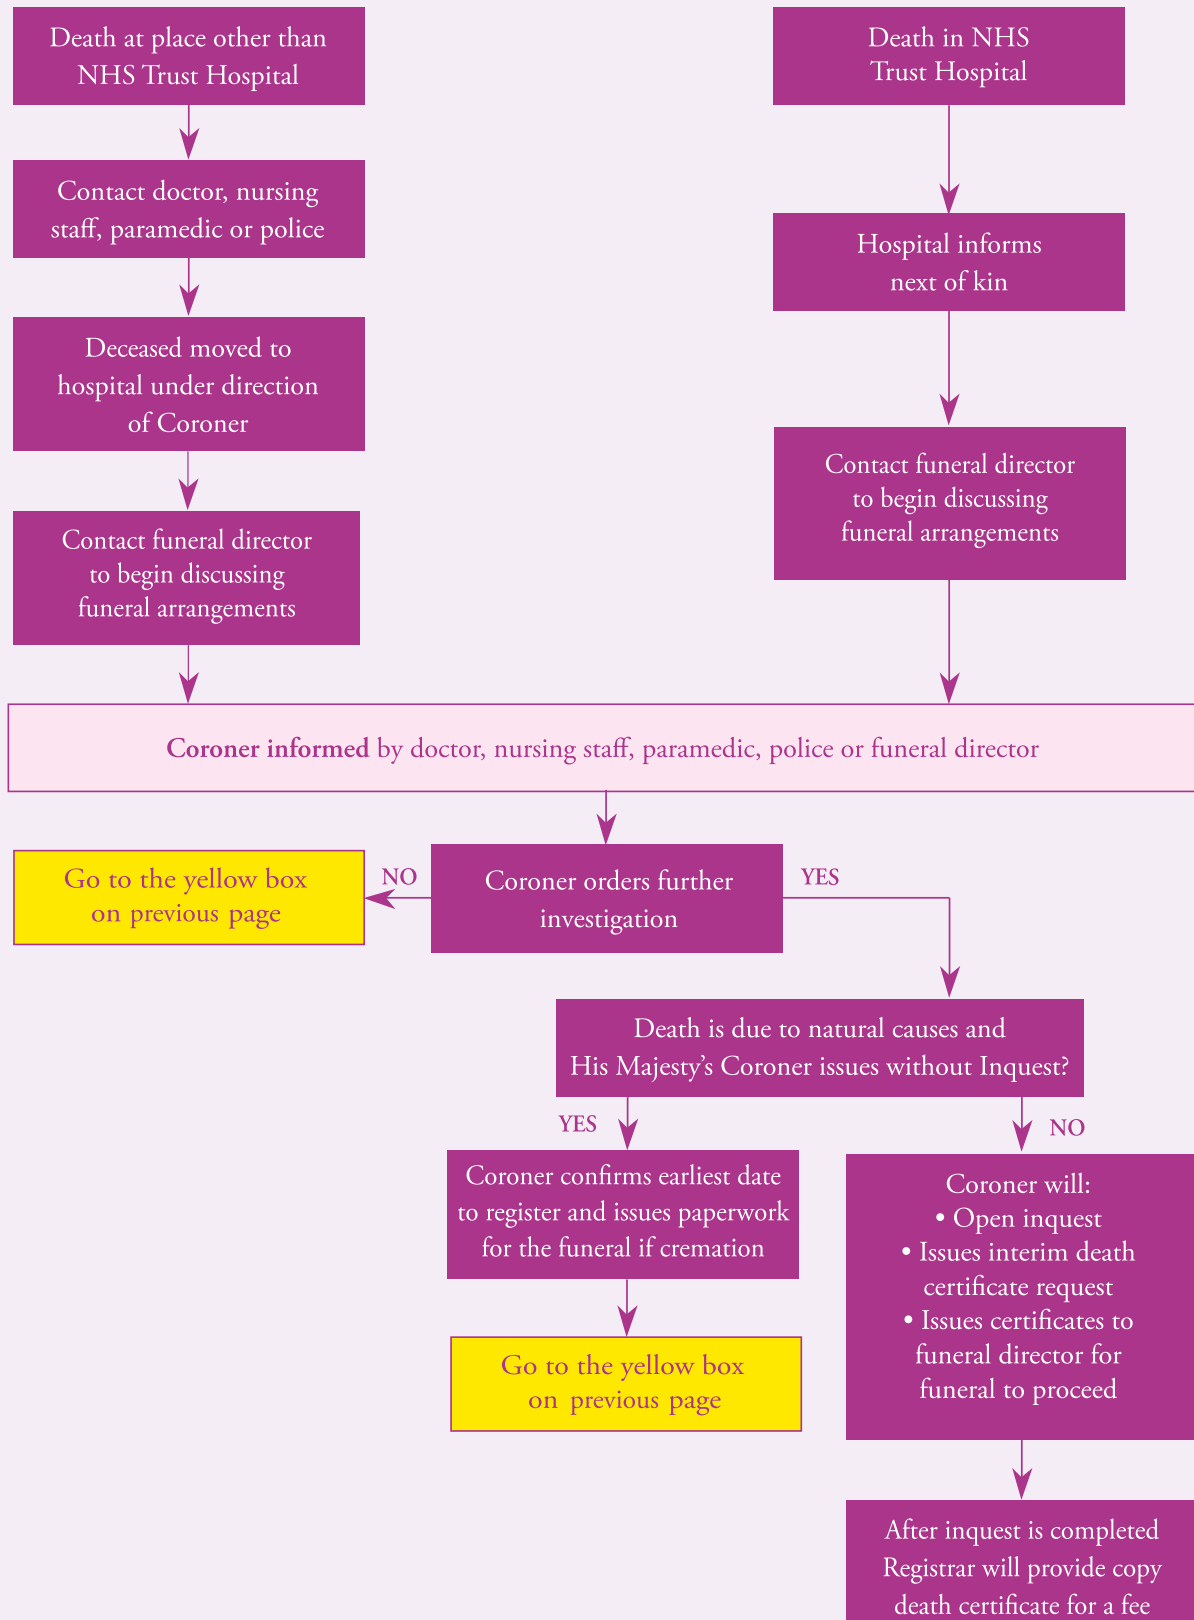 Death at place other than
NHS Trust Hospital
Death in NHS
Trust Hospital
Contact doctor, nursing
staff, paramedic or police
Hospital informs
next of kin
Deceased moved to
hospital under direction
of Coroner
Contact funeral director
to begin discussing
funeral arrangements
Contact funeral director
to begin discussing
funeral arrangements
Coroner informed by doctor, nursing staff, paramedic, police or funeral director
Go to the yellow box
on previous page
NO
Coroner orders further
investigation
YES
Death is due to natural causes and
His Majesty’s Coroner issues without Inquest?
YES
NO
Coroner confirms earliest date
to register and issues paperwork
for the funeral if cremation
Go to the yellow box
on previous page
Coroner will:
• Open inquest
• Issues interim death
certificate request
• Issues certificates to
funeral director for
funeral to proceed
After inquest is completed
Registrar will provide copy
death certificate for a fee